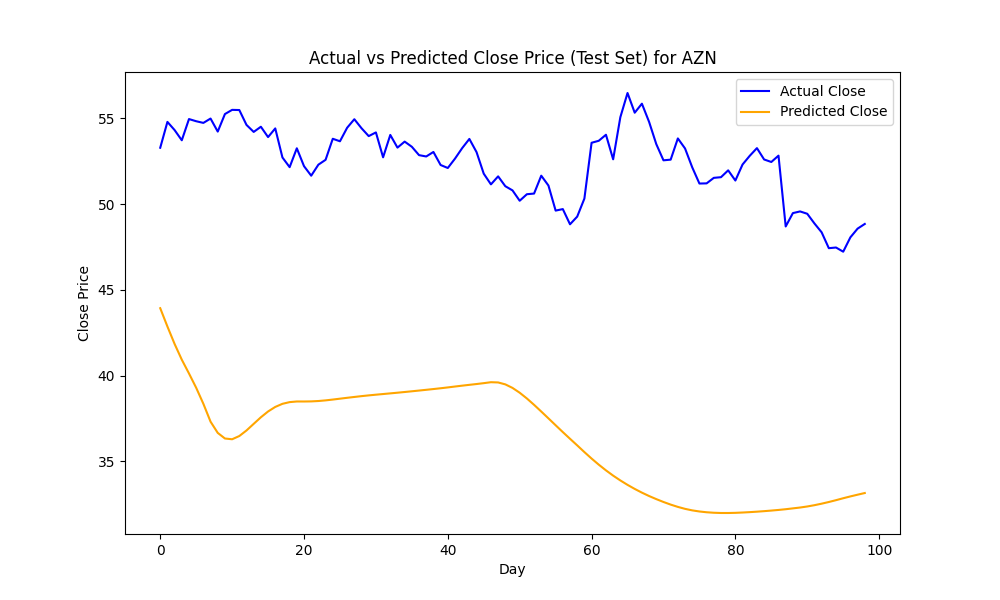 Actual vs Predicted Close Price (Test Set) for AZN
Actual Close
Predicted Close
Close Price
55
50
45
40
35
0 20 40 60 80 100
Day